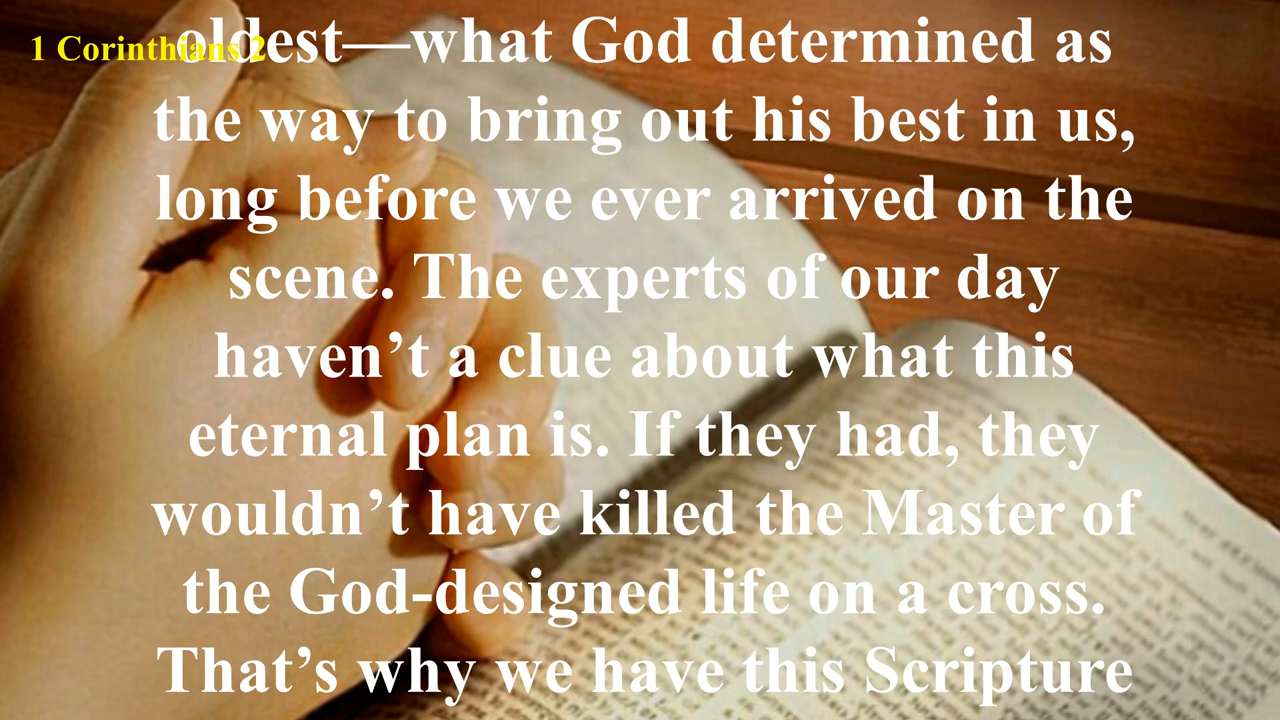 1 Corinthians 2
oldest—what God determined as
the way to bring out his best in us,
long before we ever arrived on the
scene. The experts of our day
haven’t a clue about what this
eternal plan is. If they had, they
wouldn’t have killed the Master of
the God-designed life on a cross.
That’s why we have this Scripture